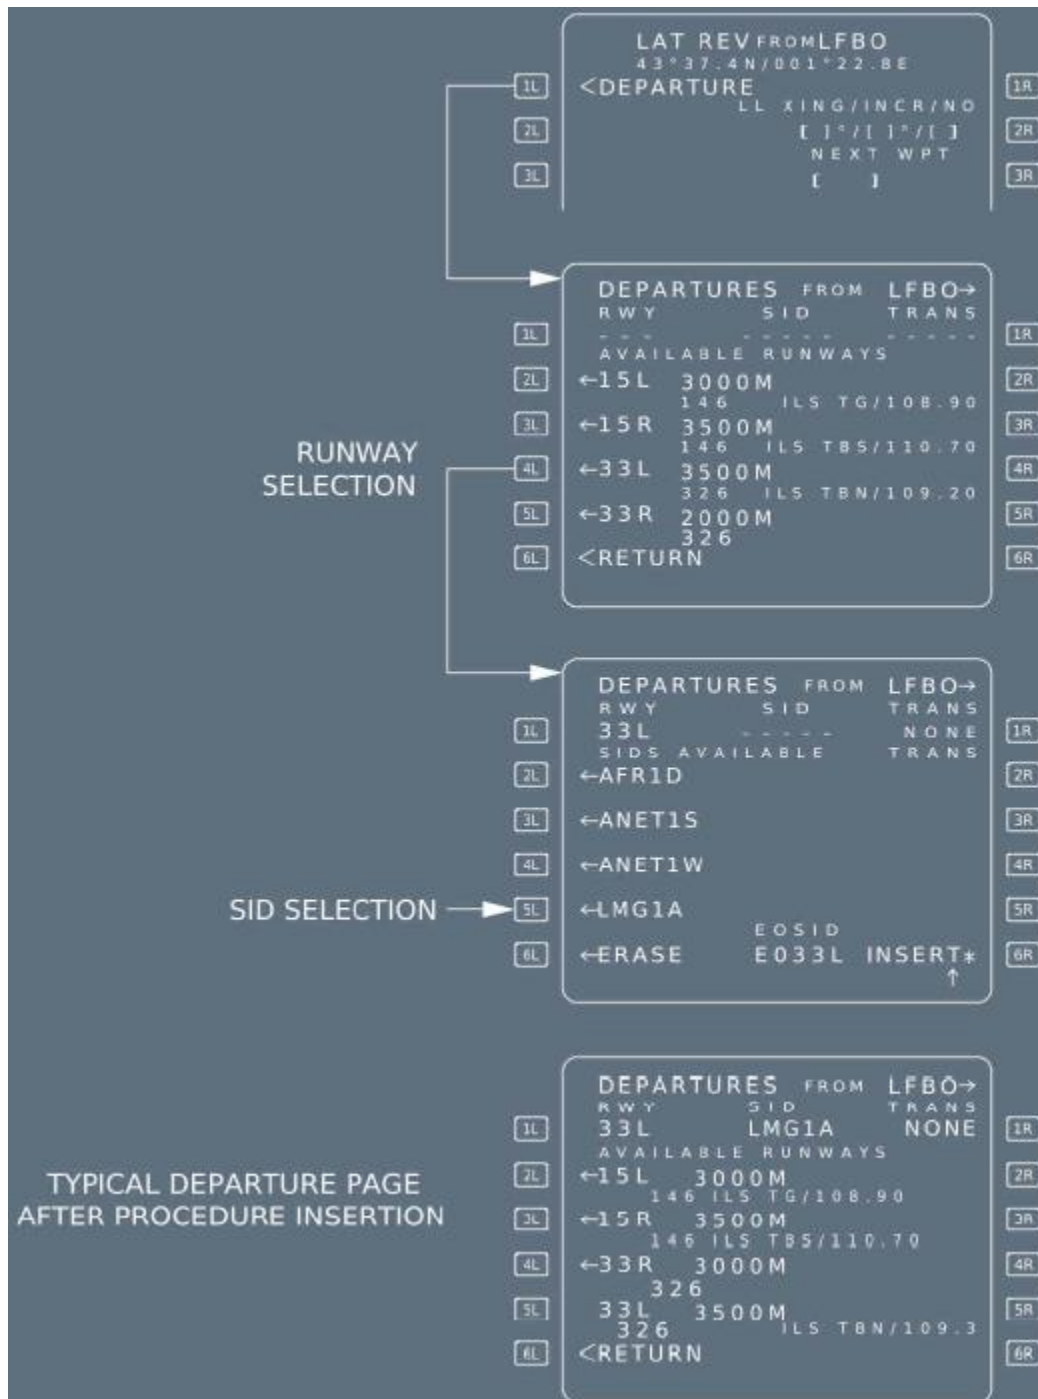 LAT REV FROM LFBO
43°37.4N/001°22.8E
1L <DEPARTURE 1R
LL XING/INCR/NO
2L [ ]°/[ ]°/[ ] 2R
NEXT WPT
3L [ ] 3R
DEPARTURES FROM LFBO→
RWY SID TRANS
1L --- ----- ----- 1R
AVAILABLE RUNWAYS
2L ←15L 3000M 2R
146 ILS TG/108.90
3L ←15R 3500M 3R
146 ILS TBS/110.70
RUNWAY
SELECTION
4L ←33L 3500M 4R
326 ILS TBN/109.20
5L ←33R 2000M 5R
326
6L <RETURN 6R
DEPARTURES FROM LFBO→
RWY SID TRANS
1L 33L ----- NONE 1R
SIDS AVAILABLE TRANS
2L ←AFR1D 2R
3L ←ANET1S 3R
4L ←ANET1W 4R
SID SELECTION 5L ←LMG1A 5R
EOSID
6L ←ERASE E033L INSERT* 6R
↑
DEPARTURES FROM LFBO→
RWY SID TRANS
1L 33L LMG1A NONE 1R
AVAILABLE RUNWAYS
TYPICAL DEPARTURE PAGE
AFTER PROCEDURE INSERTION
2L ←15L 3000M 2R
146 ILS TG/108.90
3L ←15R 3500M 3R
146 ILS TBS/110.70
4L ←33R 3000M 4R
326
5L 33L 3500M 5R
326 ILS TBN/109.3
6L <RETURN 6R